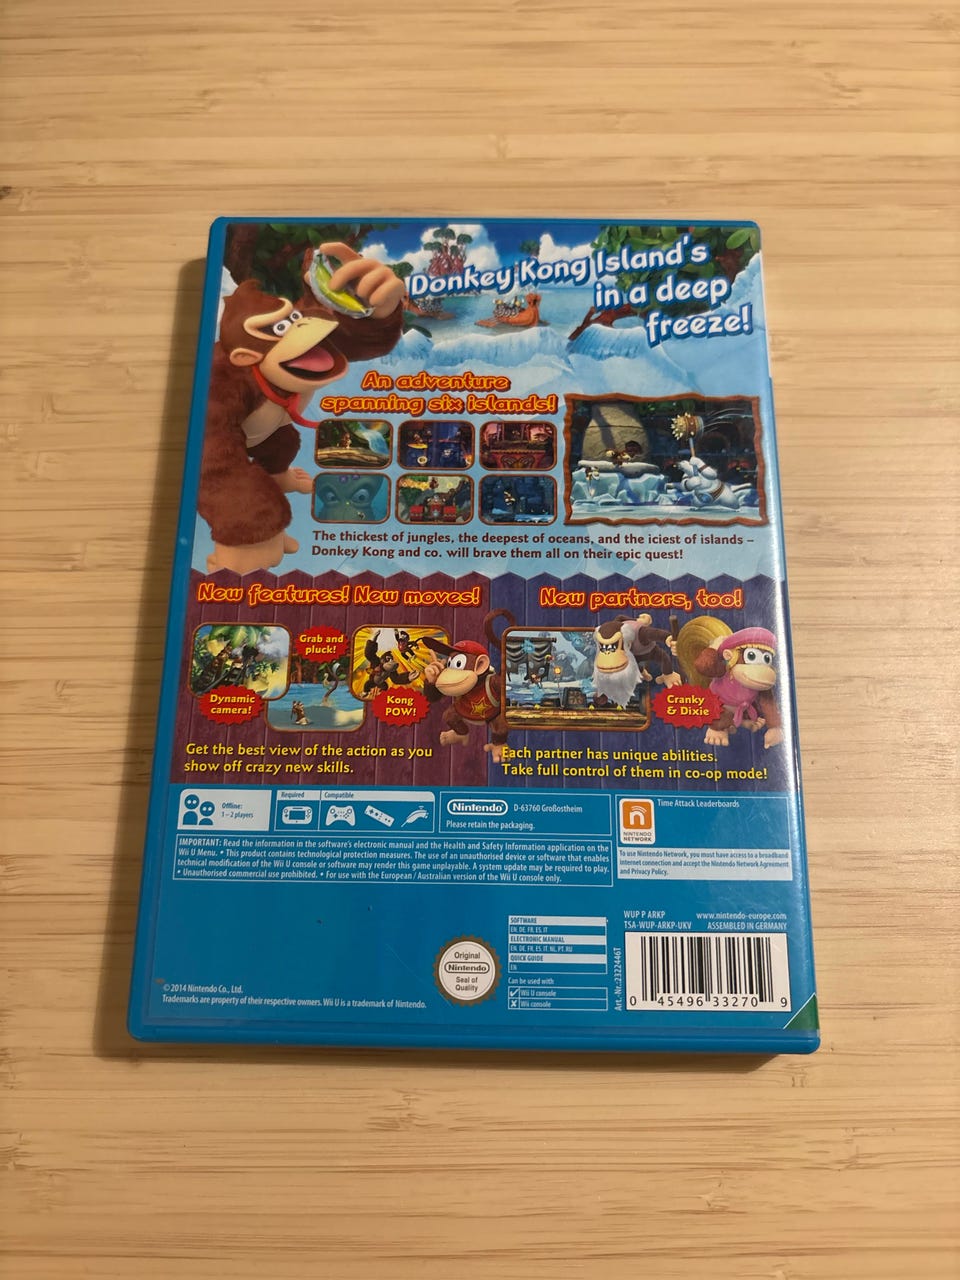 Donkey Kong Island's
in a deep
freeze!
An adventure
spanning six islands!
The thickest of jungles, the deepest of oceans, and the iciest of islands –
Donkey Kong and co. will brave them all on their epic quest!
New features! New moves!
Grab and
pluck!
Dynamic
camera!
Kong
POW!
Get the best view of the action as you
show off crazy new skills.
New partners, too!
Cranky
& Dixie
Each partner has unique abilities.
Take full control of them in co-op mode!
Offline:
1–2 players
Required
Compatible
Nintendo
D-63760 Großostheim
Please retain the packaging.
NINTENDO
NETWORK
Time Attack Leaderboards
To use Nintendo Network, you must have access to a broadband
internet connection and accept the Nintendo Network Agreement
and Privacy Policy.
IMPORTANT: Read the information in the software's electronic manual and the Health and Safety Information application on the
Wii U Menu. • This product contains technological protection measures. The use of an unauthorised device or software that enables
technical modification of the Wii U console or software may render this game unplayable. A system update may be required to play.
• Unauthorised commercial use prohibited. • For use with the European / Australian version of the Wii U console only.
© 2014 Nintendo Co., Ltd.
Trademarks are property of their respective owners. Wii U is a trademark of Nintendo.
Original
Nintendo
Seal of
Quality
SOFTWARE
EN, DE, FR, ES, IT
ELECTRONIC MANUAL
EN, DE, FR, ES, IT, NL, PT, RU
QUICK GUIDE
EN
Can be used with
Wii U console
Wii console
Art.-Nr.: 2322446T
WUP P ARKP
www.nintendo-europe.com
TSA-WUP-ARKP-UKV
ASSEMBLED IN GERMANY
0 45496 33270 9